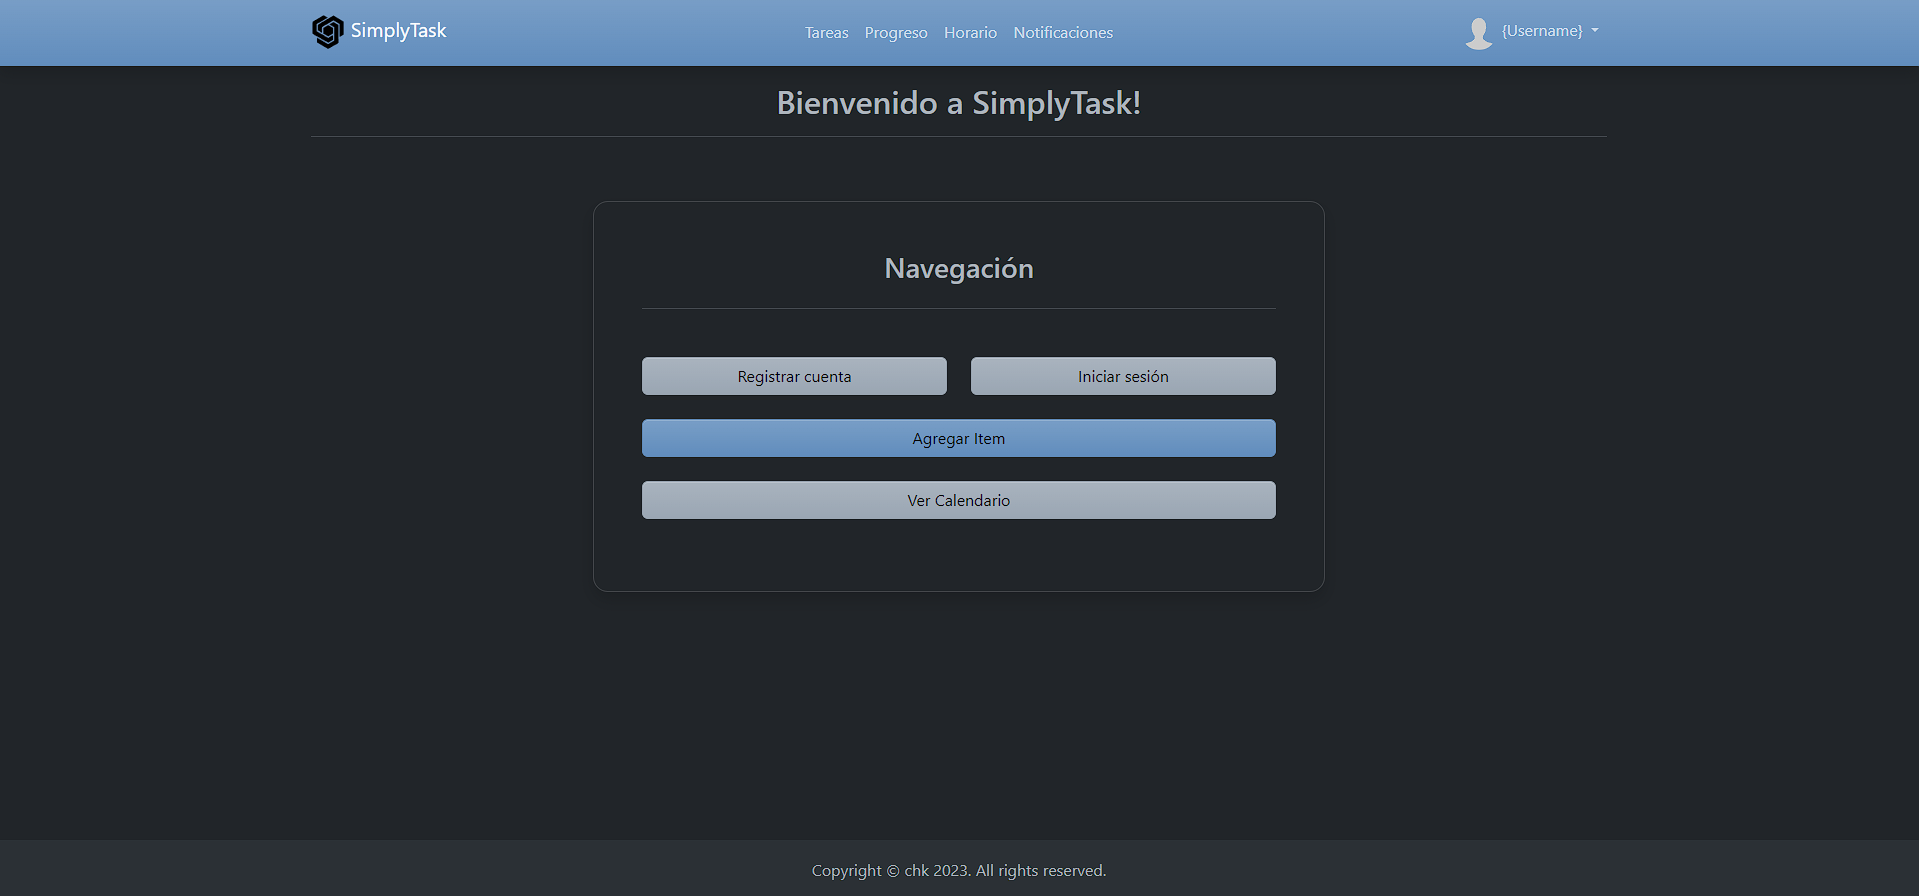 SimplyTask
Tareas Progreso Horario Notificaciones
{Username}
Bienvenido a SimplyTask!
Navegación
Registrar cuenta
Iniciar sesión
Agregar Item
Ver Calendario
Copyright © chk 2023. All rights reserved.